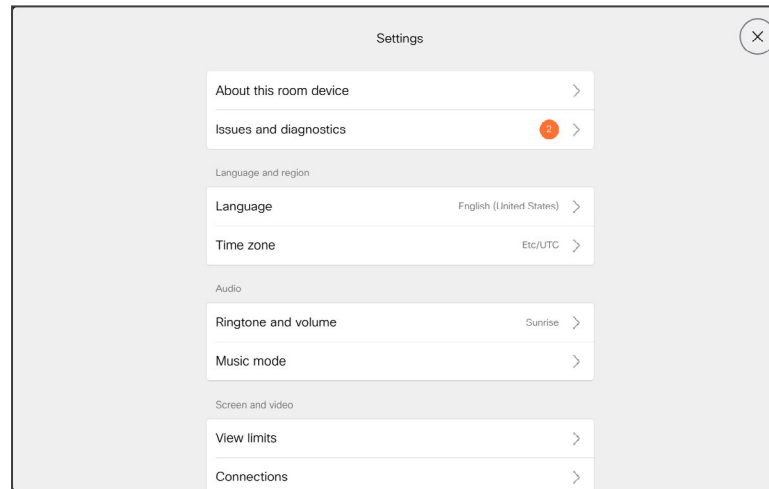 Settings
About this room device
Issues and diagnostics 2
Language and region
Language English (United States)
Time zone Etc/UTC
Audio
Ringtone and volume Sunrise
Music mode
Screen and video
View limits
Connections